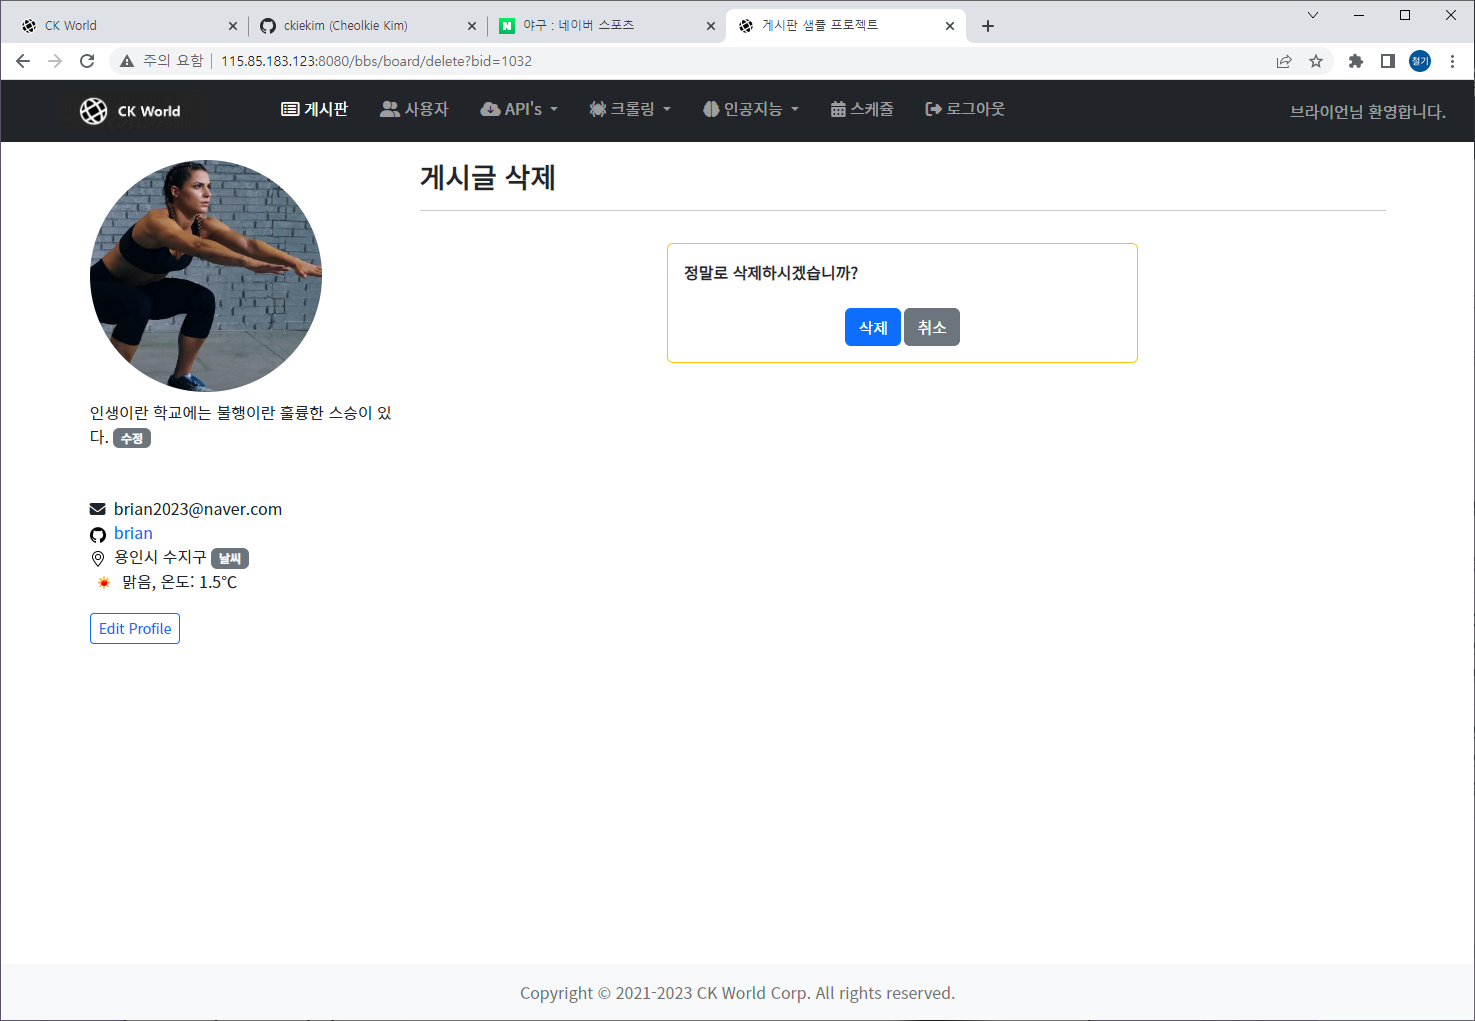 CK World
ckiekim (Cheolkie Kim)
야구 : 네이버 스포츠
게시판 샘플 프로젝트
주의 요함
115.85.183.123:8080/bbs/board/delete?bid=1032
철기
CK World
게시판
사용자
API's
크롤링
인공지능
스케쥴
로그아웃
브라이언님 환영합니다.
게시글 삭제
정말로 삭제하시겠습니까?
삭제
취소
인생이란 학교에는 불행이란 훌륭한 스승이 있
다. 수정
brian2023@naver.com
brian
용인시 수지구 날씨
맑음, 온도: 1.5℃
Edit Profile
Copyright © 2021-2023 CK World Corp. All rights reserved.